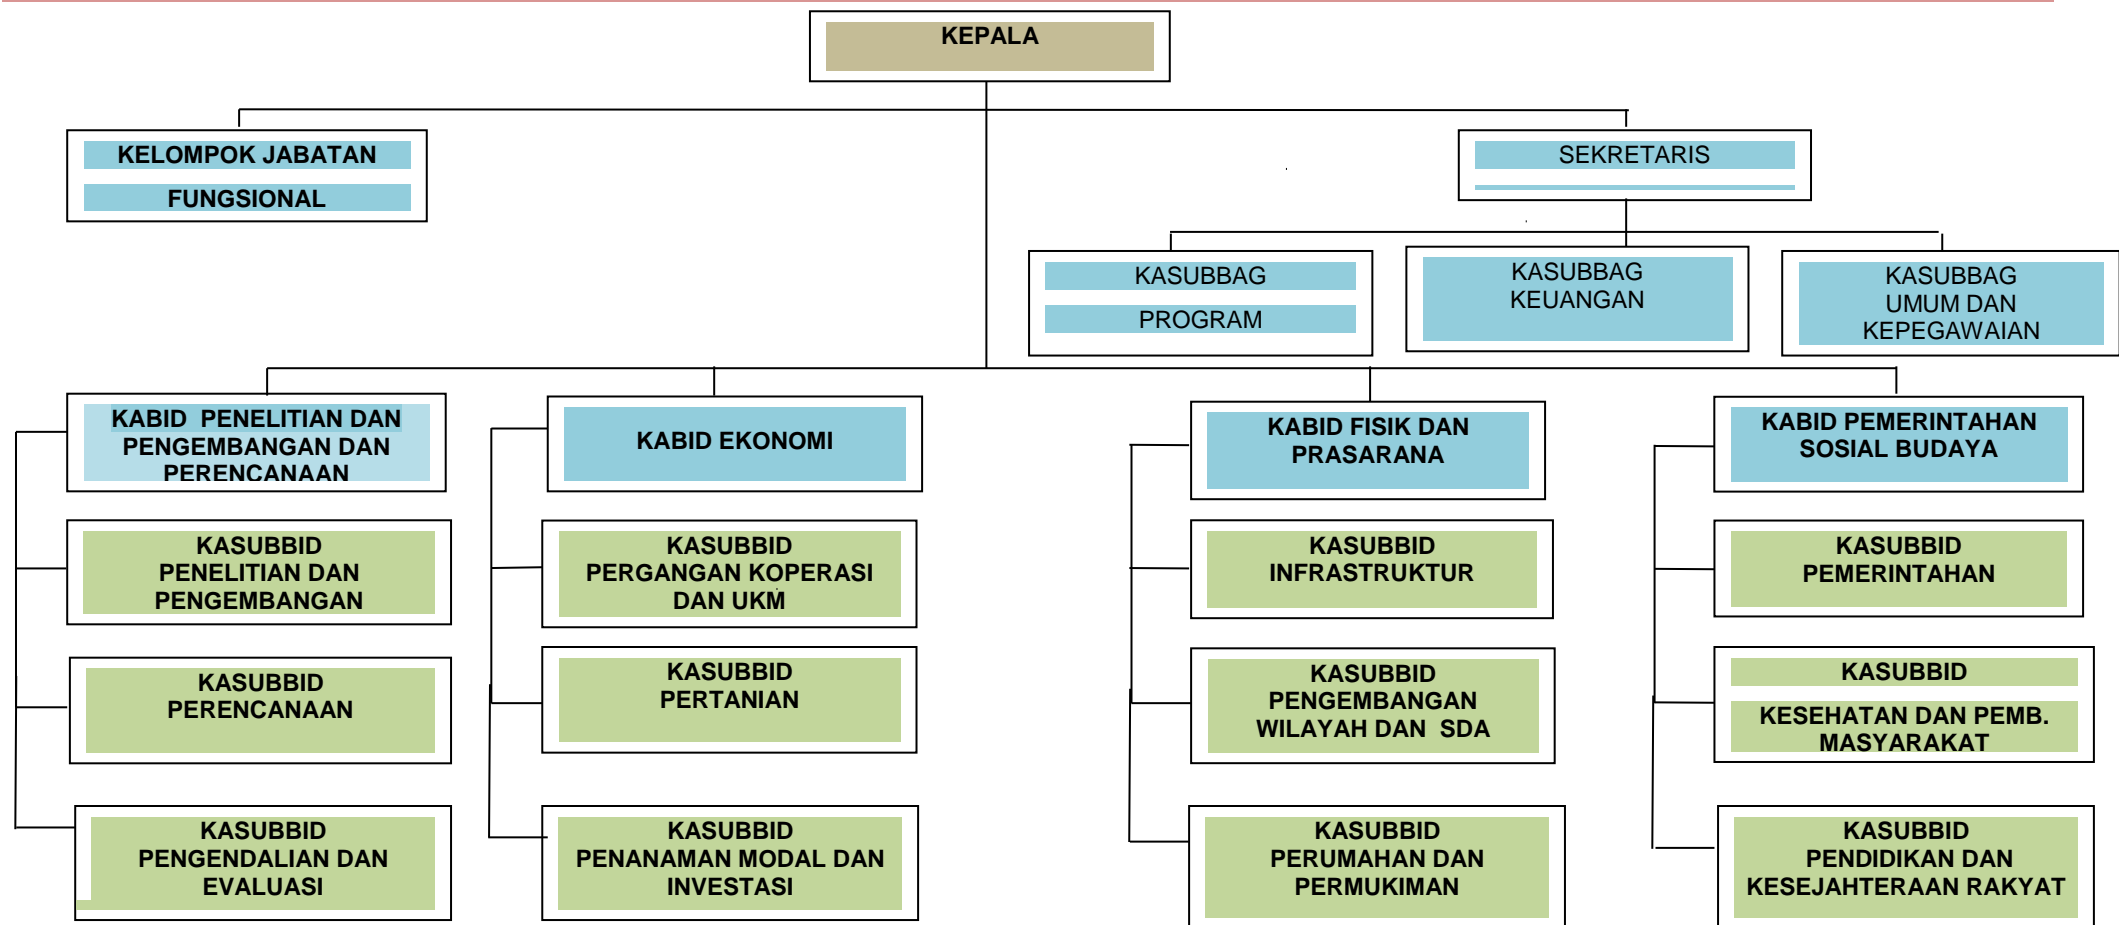 KEPALA
KELOMPOK JABATAN
FUNGSIONAL
SEKRETARIS
KASUBBAG
PROGRAM
KASUBBAG
KEUANGAN
KASUBBAG
UMUM DAN
KEPEGAWAIAN
KABID  PENELITIAN DAN
PENGEMBANGAN DAN
PERENCANAAN
KABID EKONOMI
KABID FISIK DAN
PRASARANA
KABID PEMERINTAHAN
SOSIAL BUDAYA
KASUBBID
PENELITIAN DAN
PENGEMBANGAN
KASUBBID
PERGANGAN KOPERASI
DAN UKM
KASUBBID
INFRASTRUKTUR
KASUBBID
PEMERINTAHAN
KASUBBID
PERENCANAAN
KASUBBID
PERTANIAN
KASUBBID
PENGEMBANGAN
WILAYAH DAN  SDA
KASUBBID
KESEHATAN DAN PEMB.
MASYARAKAT
KASUBBID
PENGENDALIAN DAN
EVALUASI
KASUBBID
PENANAMAN MODAL DAN
INVESTASI
KASUBBID
PERUMAHAN DAN
PERMUKIMAN
KASUBBID
PENDIDIKAN DAN
KESEJAHTERAAN RAKYAT